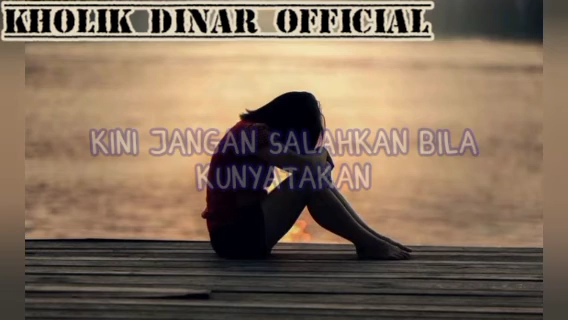 KHOLIK DINAR OFFICIAL
KINI JANGAN SALAHKAN BILA
KUNYATAKAN